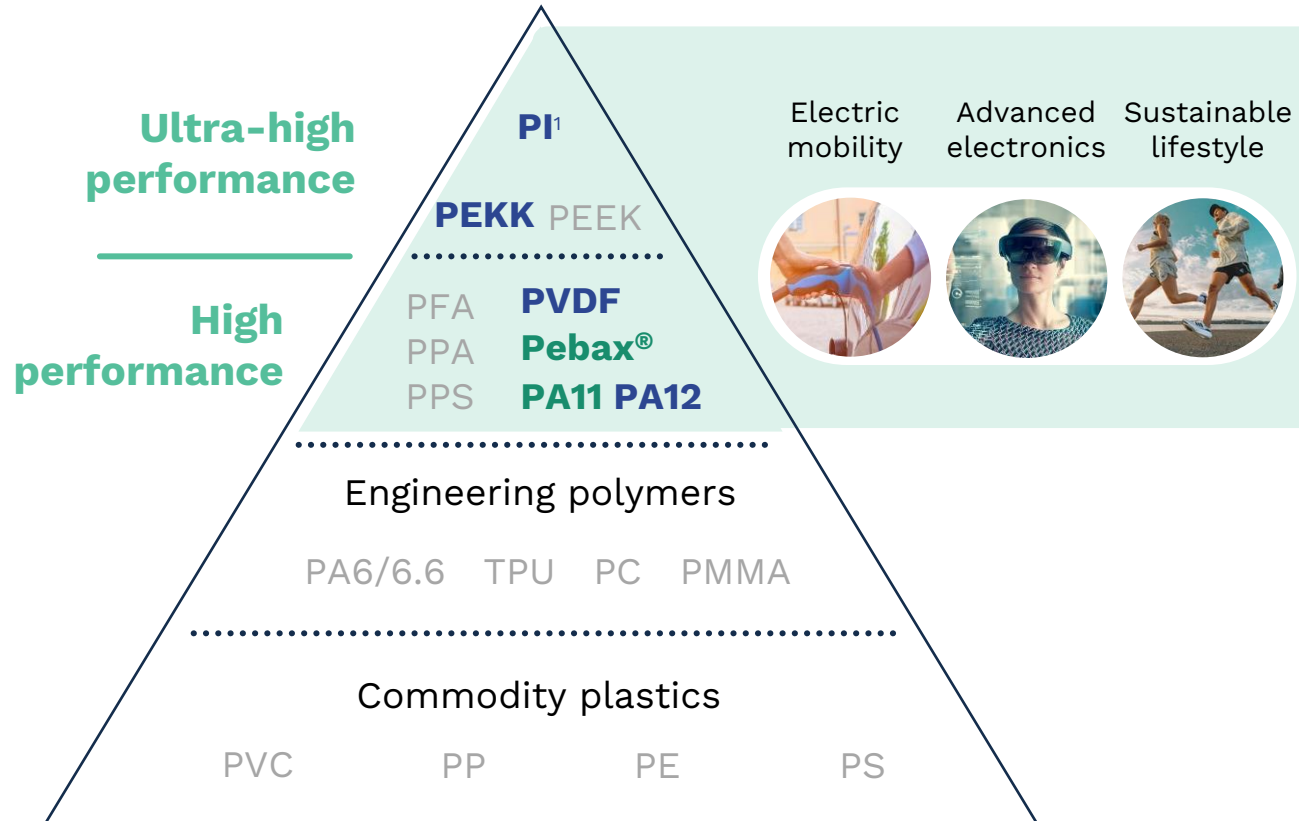 Ultra-high
performance
PI¹
PEKK PEEK
Electric
mobility
Advanced
electronics
Sustainable
lifestyle
High
performance
PFA PVDF
PPA Pebax®
PPS PA11 PA12
Engineering polymers
PA6/6.6 TPU PC PMMA
Commodity plastics
PVC PP PE PS